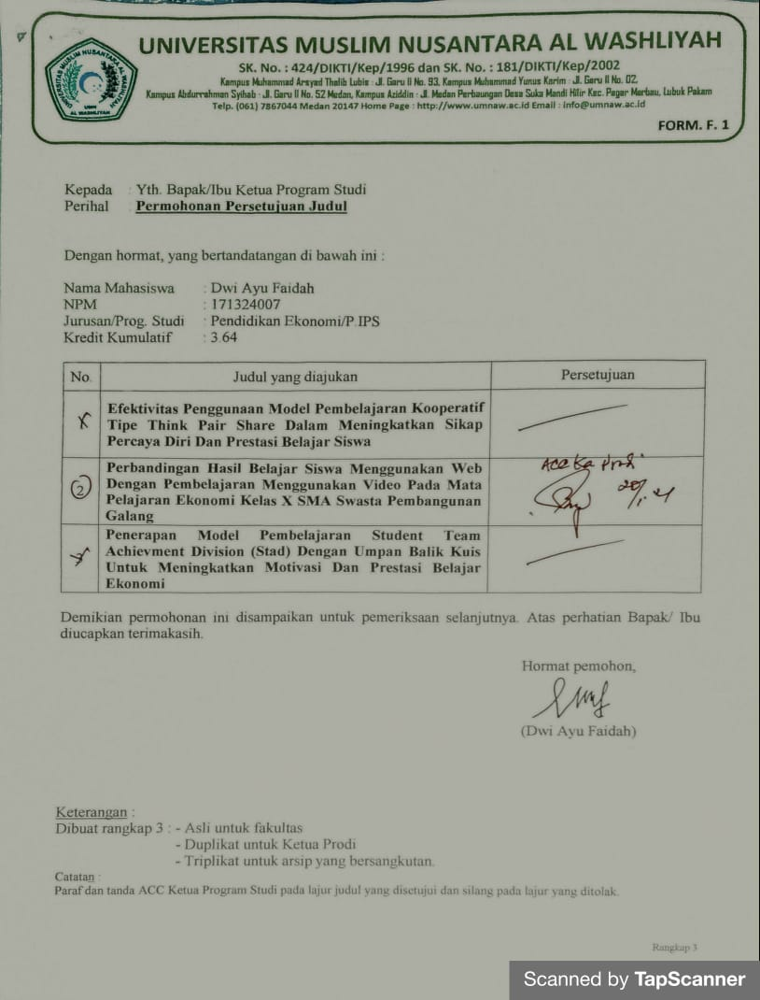 UNIVERSITAS MUSLIM NUSANTARA AL WASHLIYAH
SK. No. : 424/DIKTI/Kep/1996 dan SK. No. : 181/DIKTI/Kep/2002
Kampus Muhammad Arsyad Thalib Lubis : Jl. Garu II No. 93, Kampus Muhammad Yunus Karim : Jl. Garu II No. 02,
Kampus Abdurrahman Syihab : Jl. Garu II No. 52 Medan, Kampus Aziddin : Jl. Medan Perbaungan Desa Suka Mandi Hilir Kec. Pagar Merbau, Lubuk Pakam
Telp. (061) 7867044 Medan 20147 Home Page : http://www.umnaw.ac.id Email : info@umnaw.ac.id
UNIVERSITAS MUSLIM NUSANTARA
UMN
AL WASHLIYAH
FORM. F. 1
Kepada : Yth. Bapak/Ibu Ketua Program Studi
Perihal : Permohonan Persetujuan Judul
Dengan hormat, yang bertandatangan di bawah ini :
Nama Mahasiswa : Dwi Ayu Faidah
NPM : 171324007
Jurusan/Prog. Studi : Pendidikan Ekonomi/P.IPS
Kredit Kumulatif : 3.64
No. Judul yang diajukan Persetujuan
Efektivitas Penggunaan Model Pembelajaran Kooperatif
Tipe Think Pair Share Dalam Meningkatkan Sikap
Percaya Diri Dan Prestasi Belajar Siswa
2 Perbandingan Hasil Belajar Siswa Menggunakan Web
Dengan Pembelajaran Menggunakan Video Pada Mata
Pelajaran Ekonomi Kelas X SMA Swasta Pembangunan
Galang
ACC Ka Prodi
Penerapan Model Pembelajaran Student Team
Achievment Division (Stad) Dengan Umpan Balik Kuis
Untuk Meningkatkan Motivasi Dan Prestasi Belajar
Ekonomi
Demikian permohonan ini disampaikan untuk pemeriksaan selanjutnya. Atas perhatian Bapak/ Ibu
diucapkan terimakasih.
Hormat pemohon,
(Dwi Ayu Faidah)
Keterangan :
Dibuat rangkap 3 : - Asli untuk fakultas
- Duplikat untuk Ketua Prodi
- Triplikat untuk arsip yang bersangkutan.
Catatan :
Paraf dan tanda ACC Ketua Program Studi pada lajur judul yang disetujui dan silang pada lajur yang ditolak.
Rangkap 3
Scanned by TapScanner